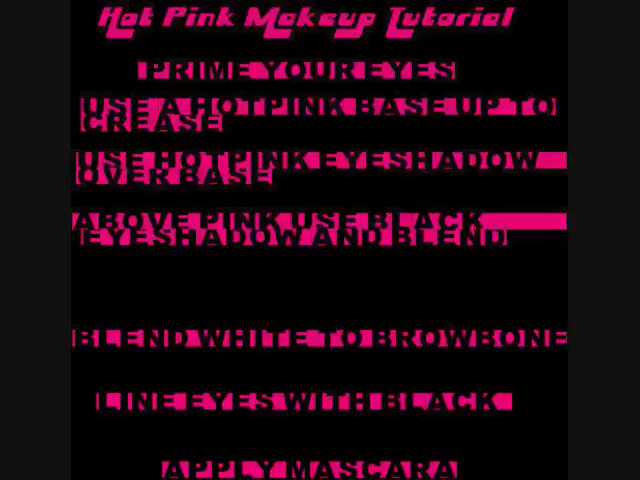 Hot Pink Makeup Tutorial
PRIME YOUR EYES
USE A HOTPINK BASE UP TO
CREASE
USE HOTPINK EYESHADOW
OVER BASE
ABOVE PINK USE BLACK
EYESHADOW AND BLEND
BLEND WHITE TO BROWBONE
LINE EYES WITH BLACK
APPLY MASCARA